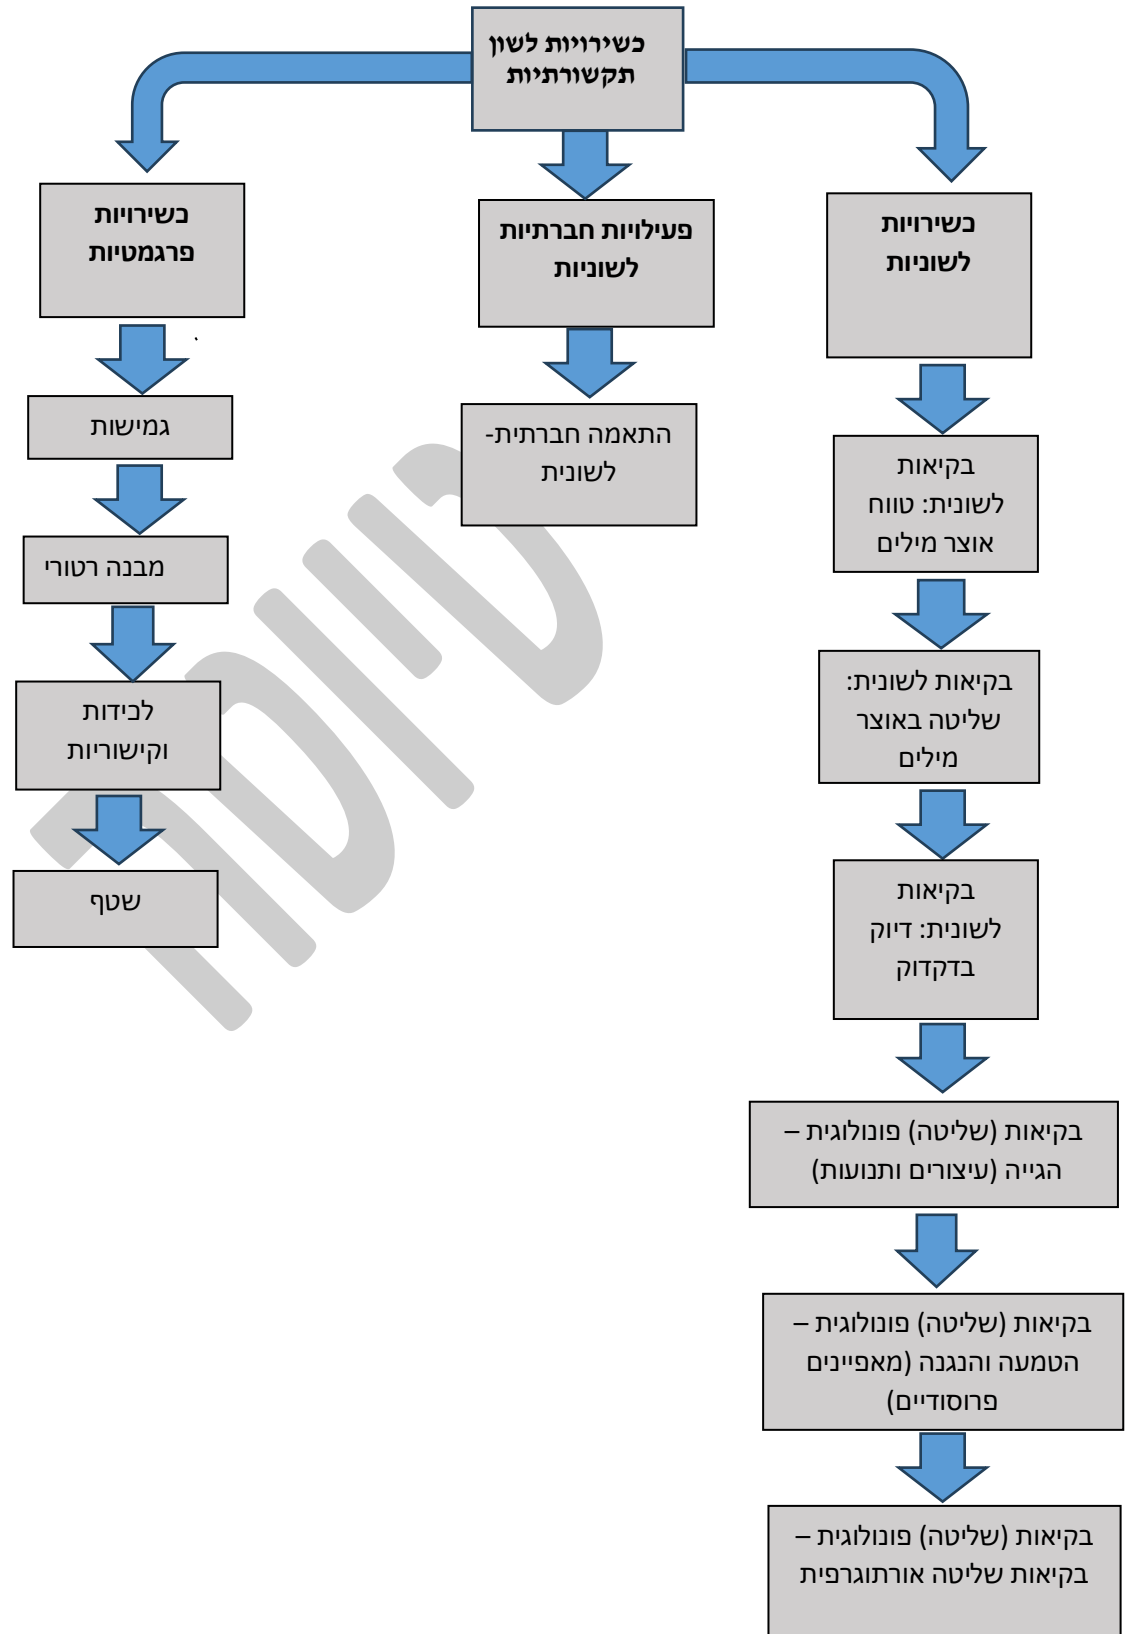 כשירויות לשון
תקשורתיות
כשירויות
לשוניות
פעילויות חברתיות
לשוניות
כשירויות
פרגמטיות
בקיאות
לשונית: טווח
אוצר מילים
בקיאות לשונית:
שליטה באוצר
מילים
בקיאות
לשונית: דיוק
בדקדוק
בקיאות (שליטה) פונולוגית –
הגייה (עיצורים ותנועות)
בקיאות (שליטה) פונולוגית –
הטמעה והנגנה (מאפיינים
פרוסודיים)
בקיאות (שליטה) פונולוגית –
בקיאות שליטה אורתוגרפית
התאמה חברתית-
לשונית
גמישות
מבנה רטורי
לכידות
וקישוריות
שטף
טיוטה